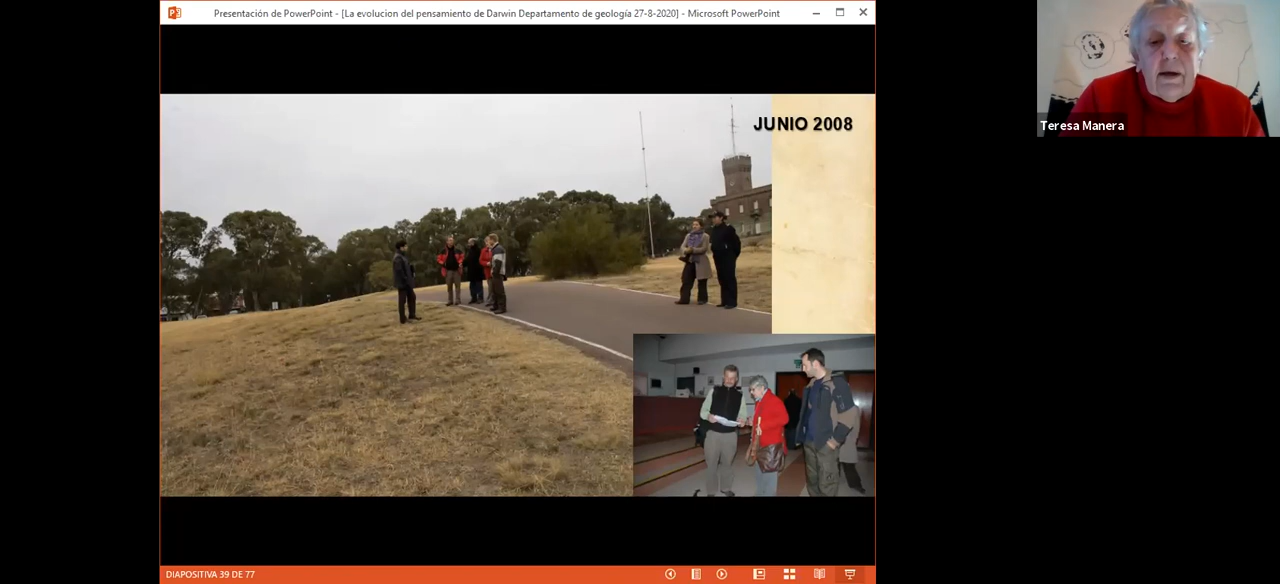 Presentación de PowerPoint - [La evolucion del pensamiento de Darwin Departamento de geología 27-8-2020] - Microsoft PowerPoint
JUNIO 2008
Teresa Manera
DIAPOSITIVA 39 DE 77